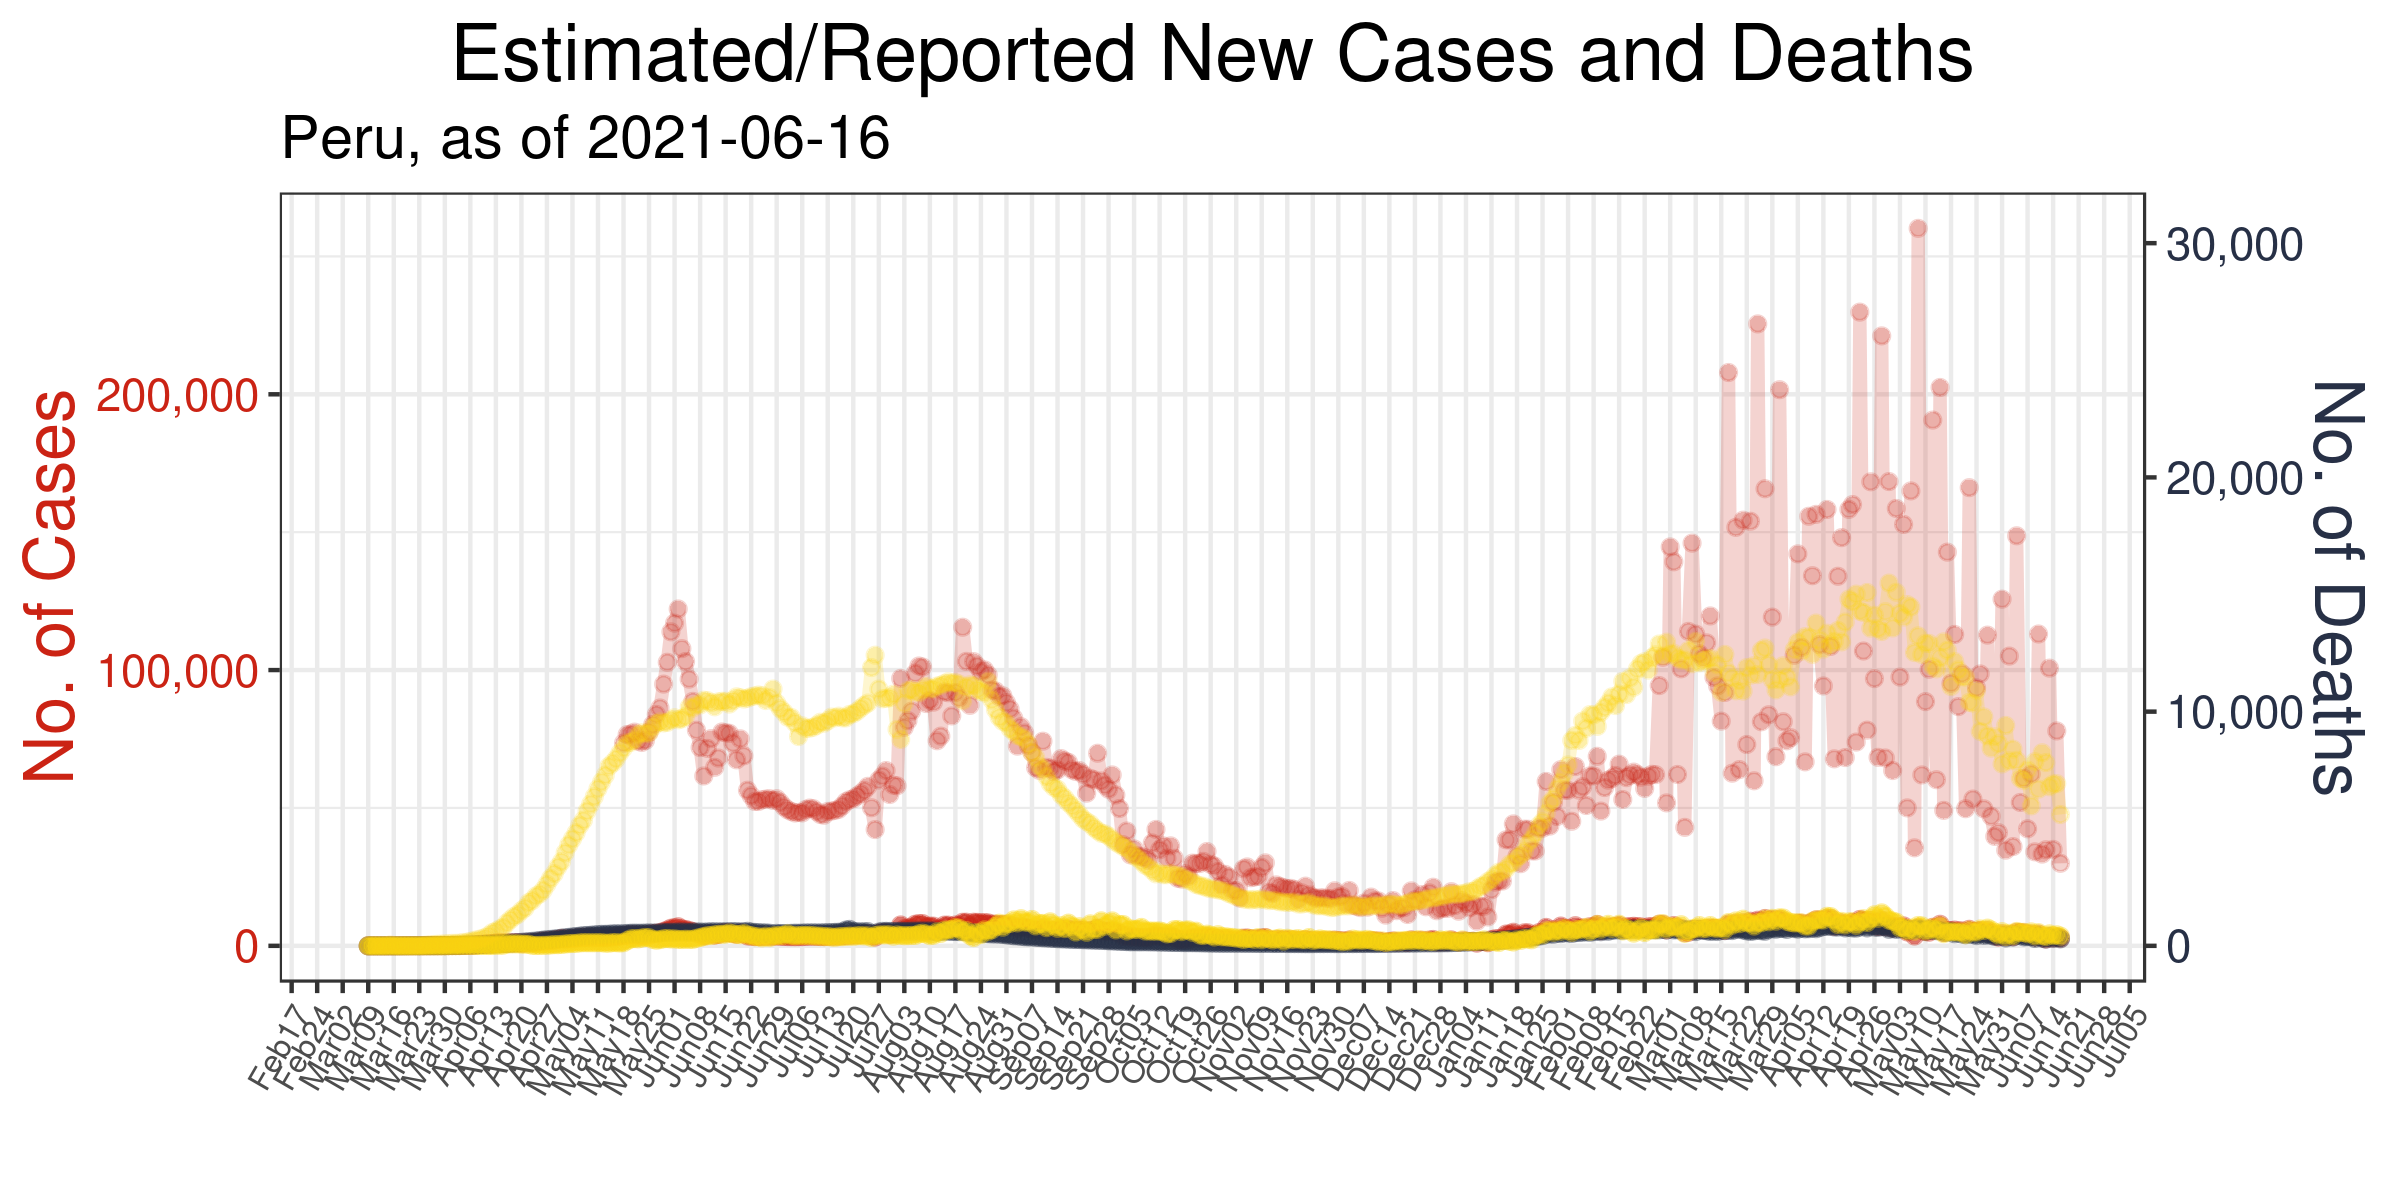 Estimated/Reported New Cases and Deaths
Peru, as of 2021-06-16
No. of Cases
200,000
100,000
0
30,000
20,000
10,000
0
No. of Deaths
Feb17
Feb24
Mar02
Mar09
Mar16
Mar23
Mar30
Apr06
Apr13
Apr20
Apr27
May04
May11
May18
May25
Jun01
Jun08
Jun15
Jun22
Jun29
Jul06
Jul13
Jul20
Jul27
Aug03
Aug10
Aug17
Aug24
Aug31
Sep07
Sep14
Sep21
Sep28
Oct05
Oct12
Oct19
Oct26
Nov02
Nov09
Nov16
Nov23
Nov30
Dec07
Dec14
Dec21
Dec28
Jan04
Jan11
Jan18
Jan25
Feb01
Feb08
Feb15
Feb22
Mar01
Mar08
Mar15
Mar22
Mar29
Apr05
Apr12
Apr19
Apr26
May03
May10
May17
May24
May31
Jun07
Jun14
Jun21
Jun28
Jul05